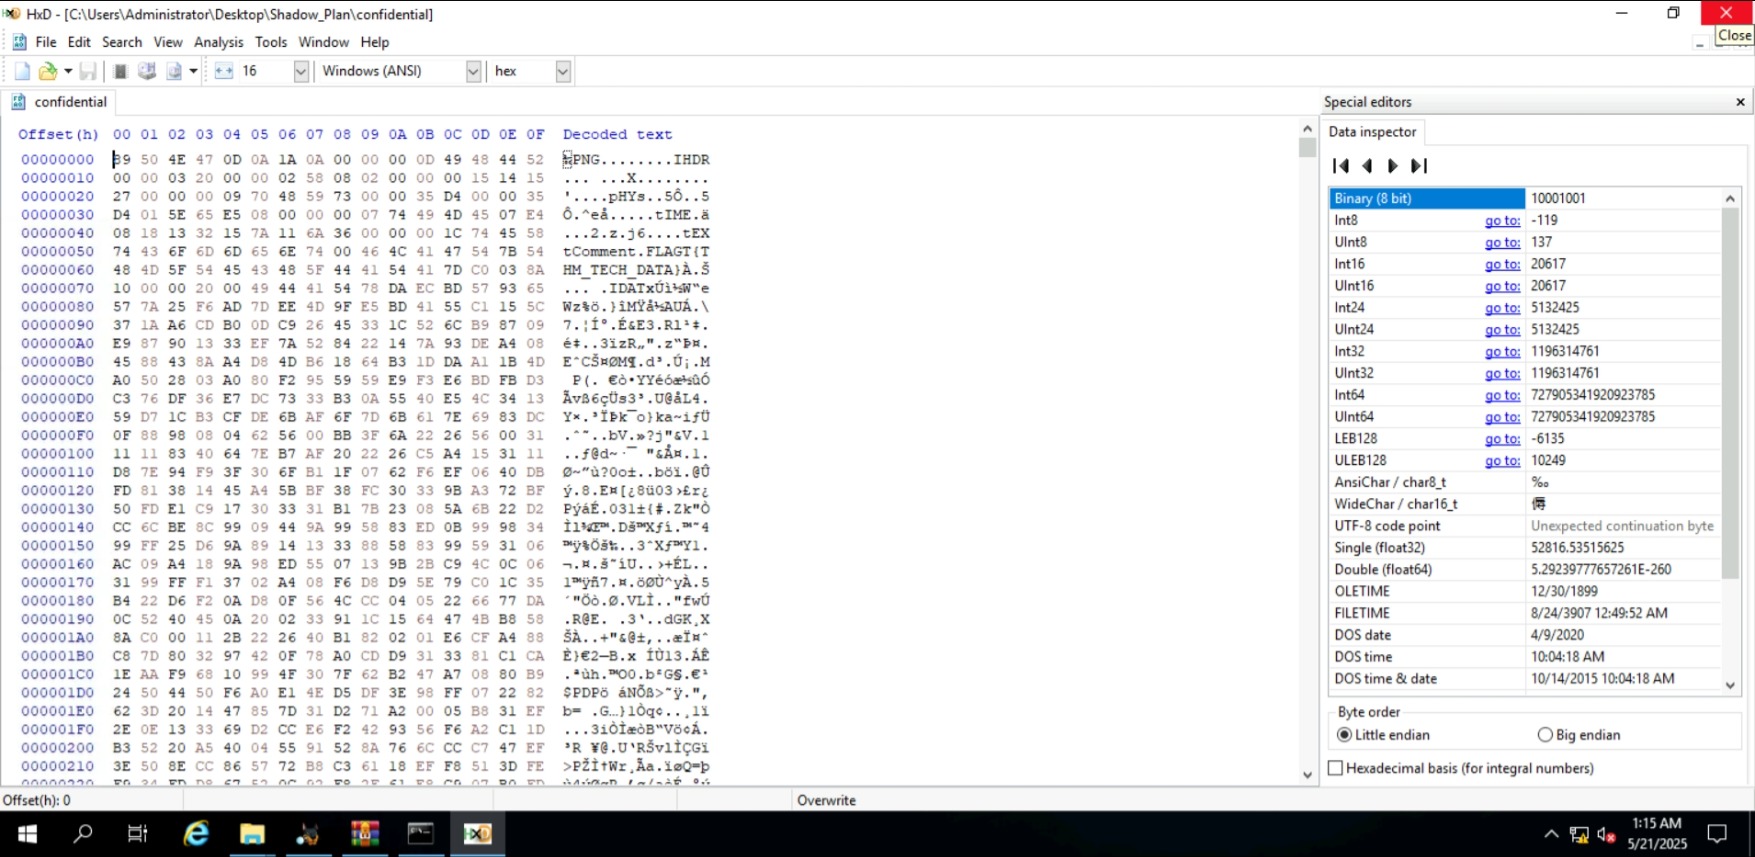 HxD - [C:\Users\Administrator\Desktop\Shadow_Plan\confidential]
Close
File Edit Search View Analysis Tools Window Help
16 Windows (ANSI) hex
confidential
Offset(h) 00 01 02 03 04 05 06 07 08 09 0A 0B 0C 0D 0E 0F Decoded text
00000000 89 50 4E 47 0D 0A 1A 0A 00 00 00 0D 49 48 44 52 ‰PNG........IHDR
00000010 00 00 03 20 00 00 02 58 08 02 00 00 00 15 14 15 ... ...X........
00000020 27 00 00 00 09 70 48 59 73 00 00 35 D4 00 00 35 '....pHYs..5Ô..5
00000030 D4 01 5E 65 E5 08 00 00 00 07 74 49 4D 45 07 E4 Ô.^eå.....tIME.ä
00000040 08 18 13 32 15 7A 11 6A 36 00 00 00 1C 74 45 58 ...2.z.j6....tEX
00000050 74 43 6F 6D 6D 65 6E 74 00 46 4C 41 47 54 7B 54 tComment.FLAGT{T
00000060 48 4D 5F 54 45 43 48 5F 44 41 54 41 7D C0 03 8A HM_TECH_DATA}À.Š
00000070 10 00 00 20 00 49 44 41 54 78 DA EC BD 57 93 65 ... .IDATxÚì½W“e
00000080 57 7A 25 F6 AD 7D EE 4D 9F E5 BD 41 55 C1 15 5C Wz%ö.}îMŸå½AUÁ.\
00000090 37 1A A6 CD B0 0D C9 26 45 33 1C 52 6C B9 87 09 7.¦Í°.É&E3.Rl¹‡.
000000A0 E9 87 90 13 33 EF 7A 52 84 22 14 7A 93 DE A4 08 é‡..3ïzR„".z“Þ¤.
000000B0 45 88 43 8A A4 D8 4D B6 18 64 B3 1D DA A1 1B 4D EˆCŠ¤ØM¶.d³.Ú¡.M
000000C0 A0 50 28 03 A0 80 F2 95 59 59 E9 F3 E6 BD FB D3 P(. €ò•YYéóæ½ûÓ
000000D0 C3 76 DF 36 E7 DC 73 33 B3 0A 55 40 E5 4C 34 13 Ãvß6çÜs3³.U@åL4.
000000E0 59 D7 1C B3 CF DE 6B AF 6F 7D 6B 61 7E 69 83 DC Y×.³ÏÞk¯o}ka~iƒÜ
000000F0 0F 88 98 08 04 62 56 00 BB 3F 6A 22 26 56 00 31 .ˆ˜..bV.»?j"&V.1
00000100 11 11 83 40 64 7E B7 AF 20 22 26 C5 A4 15 31 11 ..ƒ@d~·¯ "&Å¤.1.
00000110 D8 7E 94 F9 3F 30 6F B1 1F 07 62 F6 EF 06 40 DB Ø~”ù?0o±..böï.@Û
00000120 FD 81 38 14 45 A4 5B BF 38 FC 30 33 9B A3 72 BF ý.8.E¤[¿8ü03›£r¿
00000130 50 FD E1 C9 17 30 33 31 B1 7B 23 08 5A 6B 22 D2 PýáÉ.031±{#.Zk"Ò
00000140 CC 6C BE 8C 99 09 44 9A 99 58 83 ED 0B 99 98 34 Ìl¾Œ™.Dš™Xƒí.™˜4
00000150 99 FF 25 D6 9A 89 14 13 33 88 58 83 99 59 31 06 ™ÿ%Öš‰..3ˆXƒ™Y1.
00000160 AC 09 A4 18 9A 98 ED 55 07 13 9B 2B C9 4C 0C 06 ¬.¤.š˜íU..›+ÉL..
00000170 31 99 FF F1 37 02 A4 08 F6 D8 D9 5E 79 C0 1C 35 1™ÿñ7.¤.öØÙ^yÀ.5
00000180 B4 22 D6 F2 0A D8 0F 56 4C CC 04 05 22 66 77 DA ´"Öò.Ø.VLÌ.."fwÚ
00000190 0C 52 40 45 0A 20 02 33 91 1C 15 64 47 4B B8 58 .R@E. .3‘..dGK¸X
000001A0 8A C0 00 11 2B 22 26 40 B1 82 02 01 E6 CF A4 88 ŠÀ..+"&@±‚..æÏ¤ˆ
000001B0 C8 7D 80 32 97 42 0F 78 A0 CD D9 31 33 81 C1 CA È}€2—B.x ÍÙ13.ÁÊ
000001C0 1E AA F9 68 10 99 4F 30 7F 62 B2 47 A7 08 80 B9 .ªùh.™O0.b²G§.€¹
000001D0 24 50 44 50 F6 A0 E1 4E D5 DF 3E 98 FF 07 22 82 $PDPö áNÕß>˜ÿ."‚
000001E0 62 3D 20 14 47 85 7D 31 D2 71 A2 00 05 B8 31 EF b= .G…}1Òq¢..¸1ï
000001F0 2E 0E 13 33 69 D2 CC E6 F2 42 93 56 F6 A2 C1 1D ...3iÒÌæòB“Vö¢Á.
00000200 B3 52 20 A5 40 04 55 91 52 8A 76 6C CC C7 47 EF ³R ¥@.U‘RŠvlÌÇGï
00000210 3E 50 8E CC 86 57 72 B8 C3 61 18 EF F8 51 3D FE >PŽÌ†Wr¸Ãa.ïøQ=þ
Special editors
Data inspector
Binary (8 bit) 10001001
Int8 go to: -119
UInt8 go to: 137
Int16 go to: 20617
UInt16 go to: 20617
Int24 go to: 5132425
UInt24 go to: 5132425
Int32 go to: 1196314761
UInt32 go to: 1196314761
Int64 go to: 727905341920923785
UInt64 go to: 727905341920923785
LEB128 go to: -6135
ULEB128 go to: 10249
AnsiChar / char8_t ‰
WideChar / char16_t
UTF-8 code point Unexpected continuation byte
Single (float32) 52816.53515625
Double (float64) 5.29239777657261E-260
OLETIME 12/30/1899
FILETIME 8/24/3907 12:49:52 AM
DOS date 4/9/2020
DOS time 10:04:18 AM
DOS time & date 10/14/2015 10:04:18 AM
Byte order
Little endian Big endian
Hexadecimal basis (for integral numbers)
Offset(h): 0 Overwrite
1:15 AM
5/21/2025